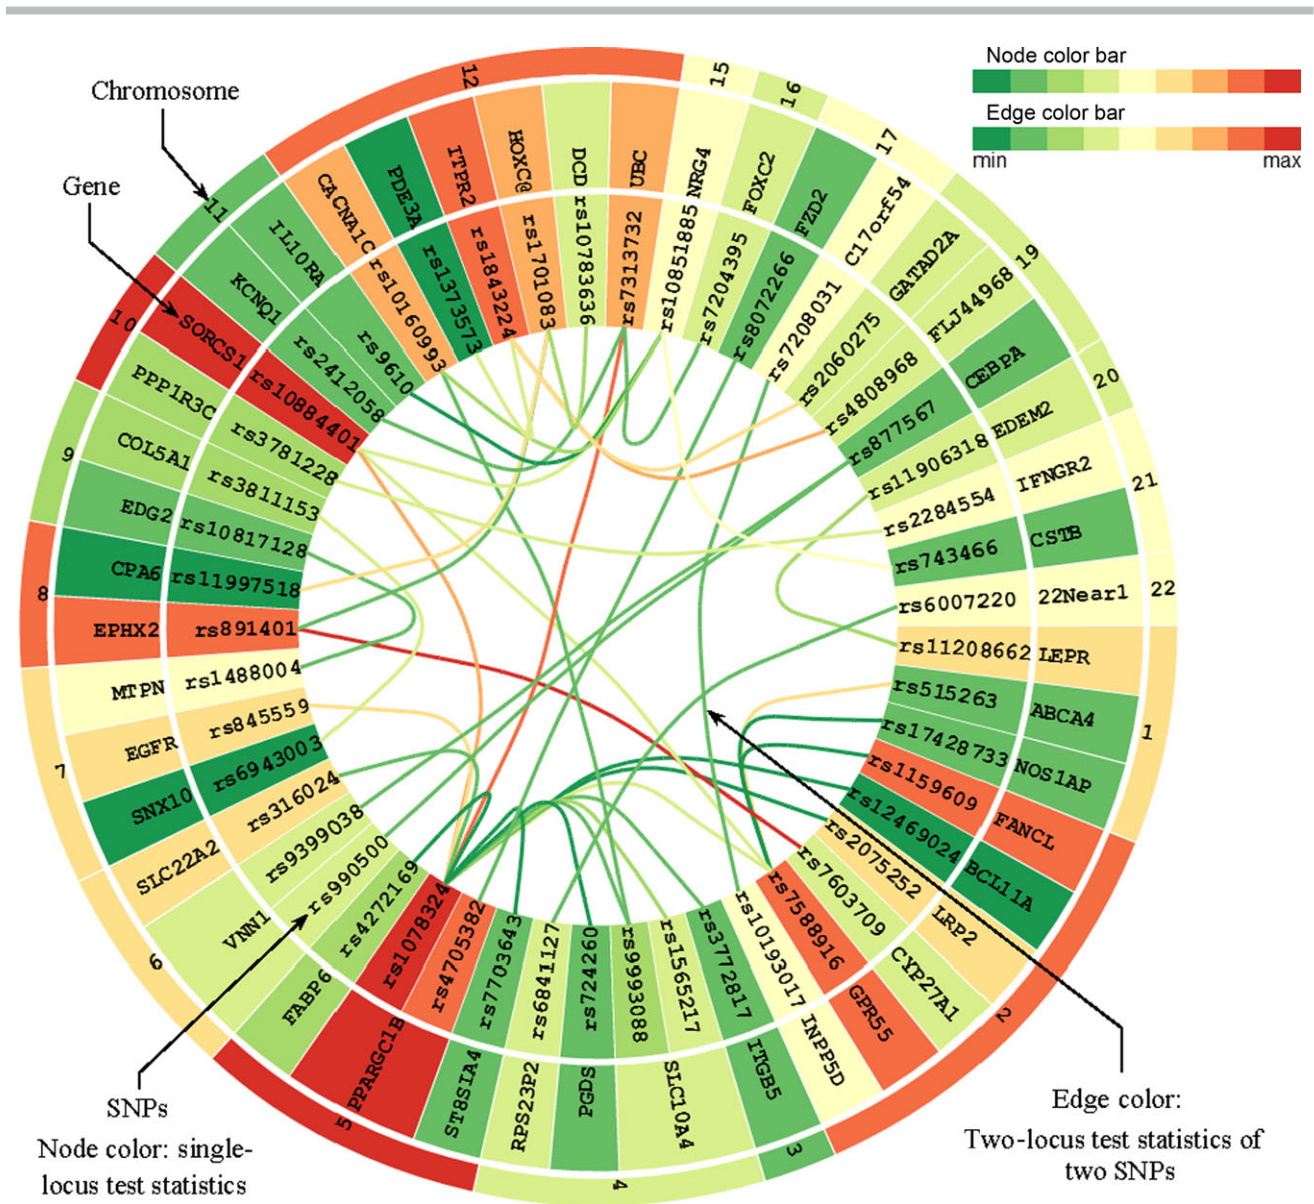 Node color bar
Edge color bar
min
max
Chromosome
Gene
SNPs
Node color: single-
locus test statistics
Edge color:
Two-locus test statistics of
two SNPs
12
15
16
17
19
20
21
22
1
2
3
4
5
6
7
8
9
10
11
UBC
NRG4
FOXC2
FZD2
C17orf54
GATAD2A
FLJ44968
CEBPA
EDEM2
IFNGR2
CSTB
22Near1
LEPR
ABCA4
NOS1AP
FANCL
BCL11A
LRP2
CYP27A1
GPR55
INPP5D
ITGB5
SLC10A4
PGDS
RPS23P2
ST8SIA4
PPARGC1B
FABP6
VNN1
SLC22A2
SNX10
EGFR
MTPN
EPHX2
CPA6
EDG2
COL5A1
PPP1R3C
SORCS1
KCNQ1
IL10RA
CACNA1C
PDE3A
ITPR2
HOXC@
DCD
rs7313732
rs10851885
rs7204395
rs8072266
rs7208031
rs2060275
rs4808968
rs877567
rs11906318
rs2284554
rs743466
rs6007220
rs11208662
rs515263
rs17428733
rs1159609
rs12469024
rs2075252
rs7603709
rs7588916
rs10193017
rs3772817
rs1565217
rs9993088
rs724260
rs6841127
rs7703643
rs4705382
rs1078324
rs4272169
rs990500
rs9399038
rs316024
rs6943003
rs845559
rs1488004
rs891401
rs11997518
rs10817128
rs3811153
rs3781228
rs10884401
rs2412058
rs9610
rs10160993
rs1373573
rs1843224
rs1701083
rs10783636